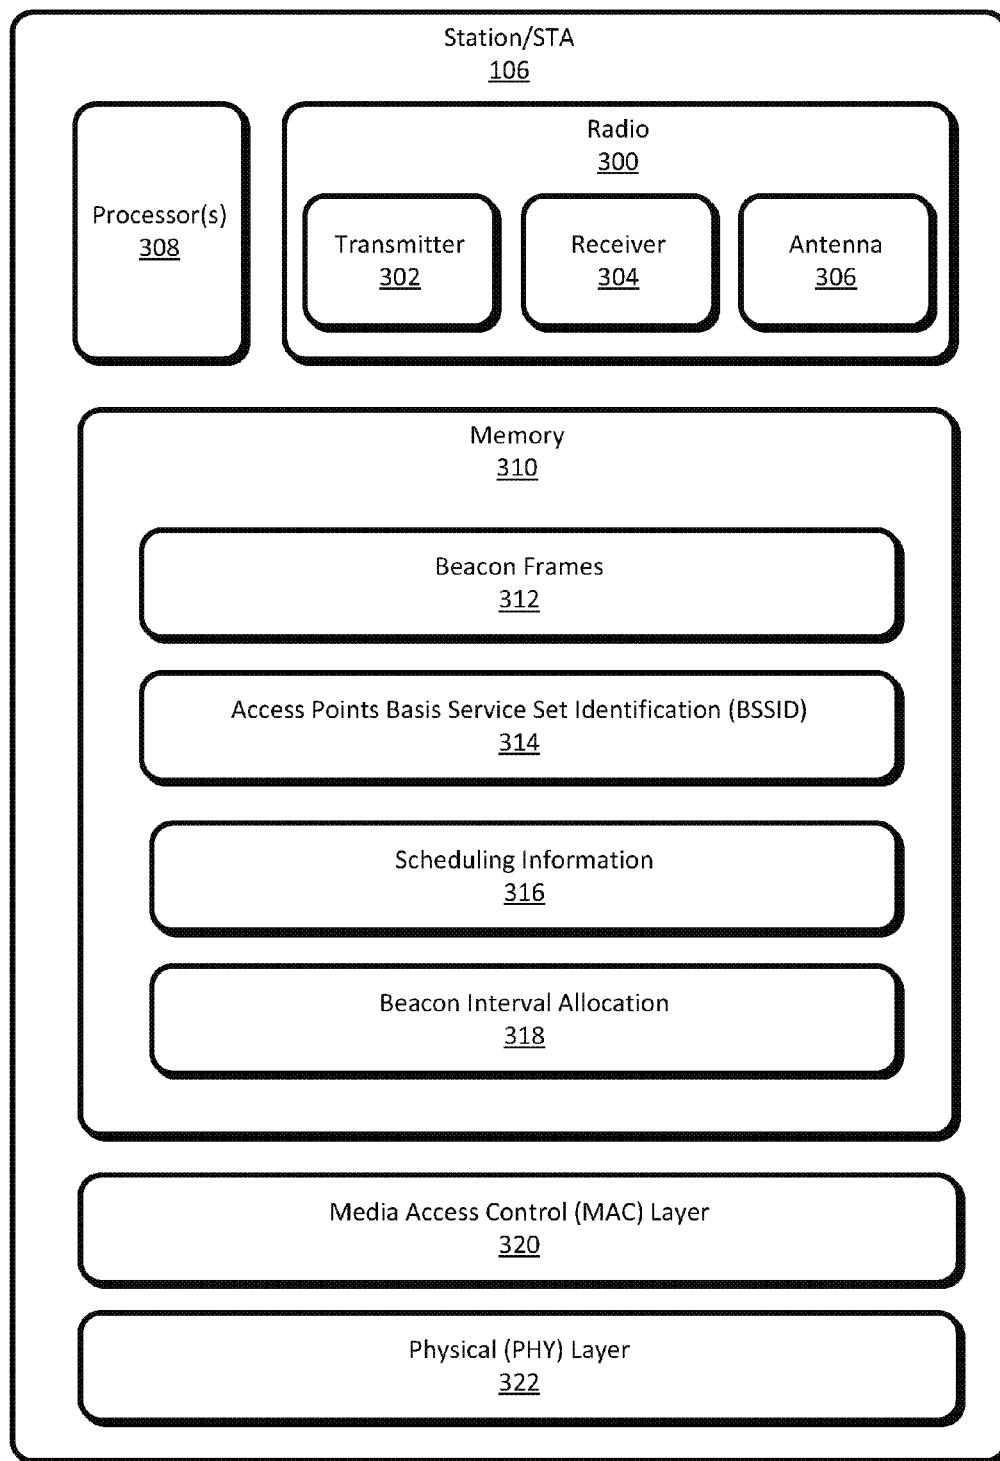 Station/STA
106
Radio
300
Processor(s)
308
Transmitter
302
Receiver
304
Antenna
306
Memory
310
Beacon Frames
312
Access Points Basis Service Set Identification (BSSID)
314
Scheduling Information
316
Beacon Interval Allocation
318
Media Access Control (MAC) Layer
320
Physical (PHY) Layer
322